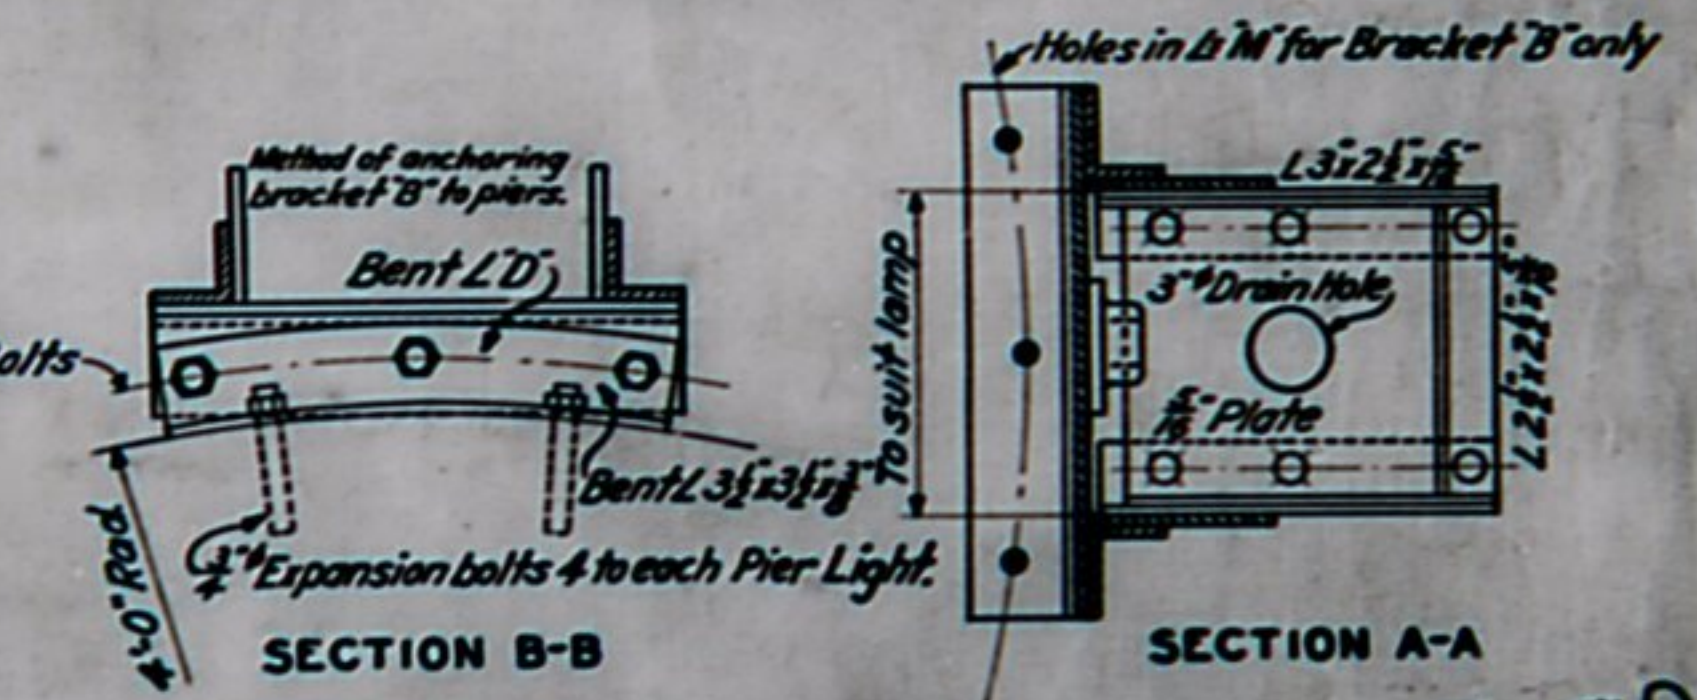 Method of anchoring
bracket "B" to piers.
Bent L "D"
olts
Bent L 3½"x3½"x⅜"
4'-0" Rad
¾"ø Expansion bolts 4 to each Pier Light.
SECTION B-B
Holes in L "M" for Bracket "B" only
L3"x2½"x5/16"
To suit lamp
3"ø Drain Hole
5/16" Plate
L2½"x2½"x5/16"
SECTION A-A